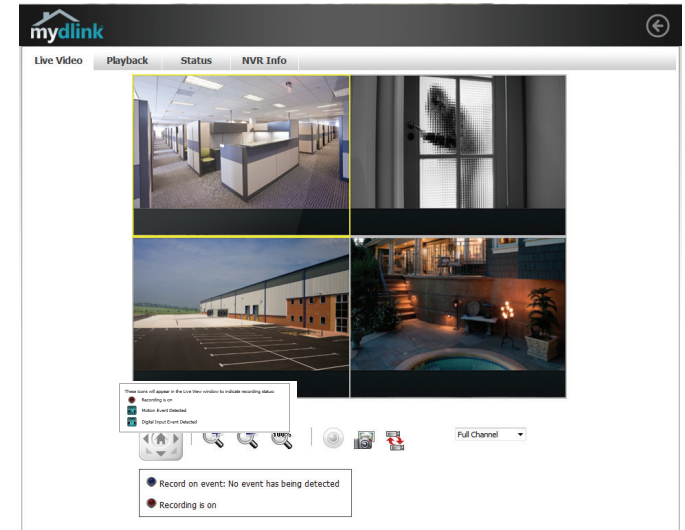 mydlink
Live Video Playback Status NVR Info
These icons will appear in the Live View window to indicate recording status:
Recording is on
Motion Event Detected
Digital Input Event Detected
100%
Full Channel
Record on event: No event has being detected
Recording is on